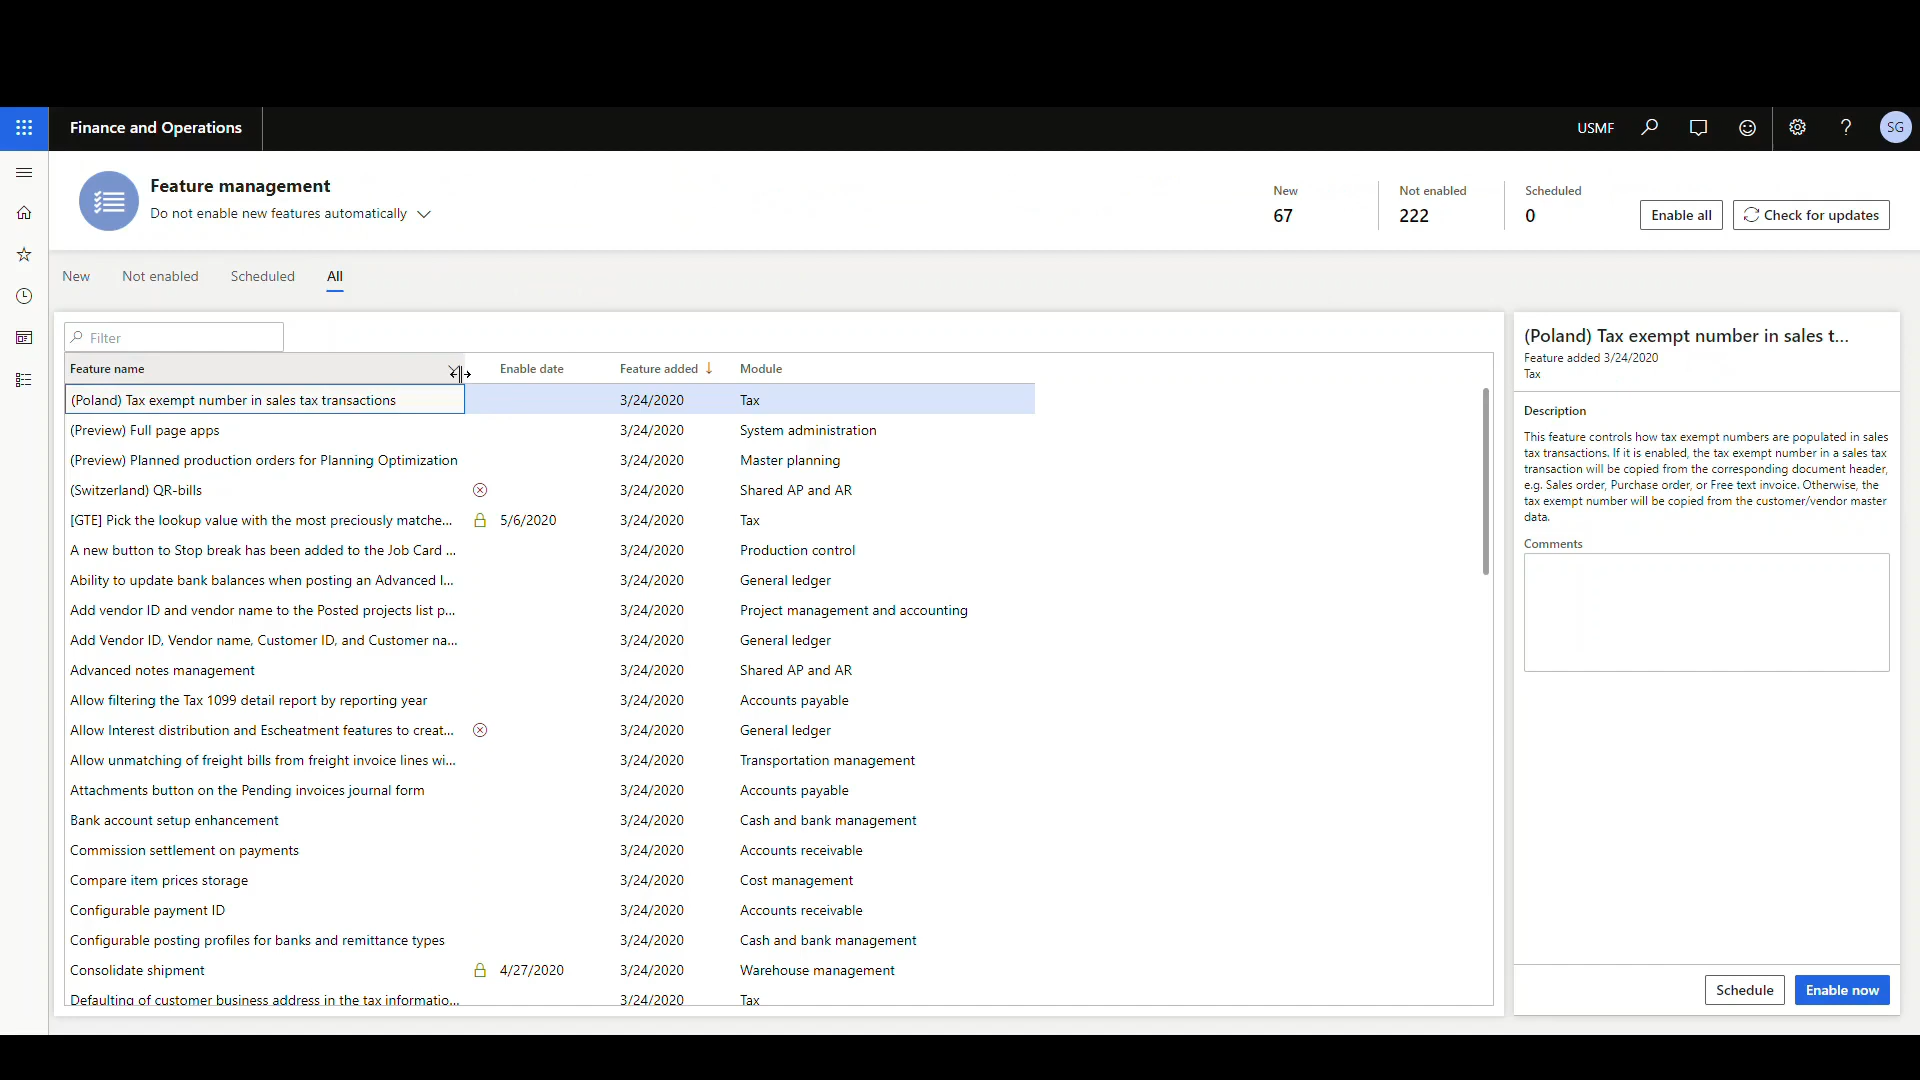 Finance and Operations
USMF
?
SG
Feature management
Do not enable new features automatically
New
67
Not enabled
222
Scheduled
0
Enable all
Check for updates
New
Not enabled
Scheduled
All
Filter
Feature name
Enable date
Feature added
Module
(Poland) Tax exempt number in sales tax transactions 3/24/2020 Tax
(Preview) Full page apps 3/24/2020 System administration
(Preview) Planned production orders for Planning Optimization 3/24/2020 Master planning
(Switzerland) QR-bills 3/24/2020 Shared AP and AR
[GTE] Pick the lookup value with the most preciously matche... 5/6/2020 3/24/2020 Tax
A new button to Stop break has been added to the Job Card ... 3/24/2020 Production control
Ability to update bank balances when posting an Advanced l... 3/24/2020 General ledger
Add vendor ID and vendor name to the Posted projects list p... 3/24/2020 Project management and accounting
Add Vendor ID, Vendor name, Customer ID, and Customer na... 3/24/2020 General ledger
Advanced notes management 3/24/2020 Shared AP and AR
Allow filtering the Tax 1099 detail report by reporting year 3/24/2020 Accounts payable
Allow Interest distribution and Escheatment features to creat... 3/24/2020 General ledger
Allow unmatching of freight bills from freight invoice lines wi... 3/24/2020 Transportation management
Attachments button on the Pending invoices journal form 3/24/2020 Accounts payable
Bank account setup enhancement 3/24/2020 Cash and bank management
Commission settlement on payments 3/24/2020 Accounts receivable
Compare item prices storage 3/24/2020 Cost management
Configurable payment ID 3/24/2020 Accounts receivable
Configurable posting profiles for banks and remittance types 3/24/2020 Cash and bank management
Consolidate shipment 4/27/2020 3/24/2020 Warehouse management
Defaulting of customer business address in the tax informatio... 3/24/2020 Tax
(Poland) Tax exempt number in sales t...
Feature added 3/24/2020
Tax
Description
This feature controls how tax exempt numbers are populated in sales
tax transactions. If it is enabled, the tax exempt number in a sales tax
transaction will be copied from the corresponding document header,
e.g. Sales order, Purchase order, or Free text invoice. Otherwise, the
tax exempt number will be copied from the customer/vendor master
data.
Comments
Schedule
Enable now